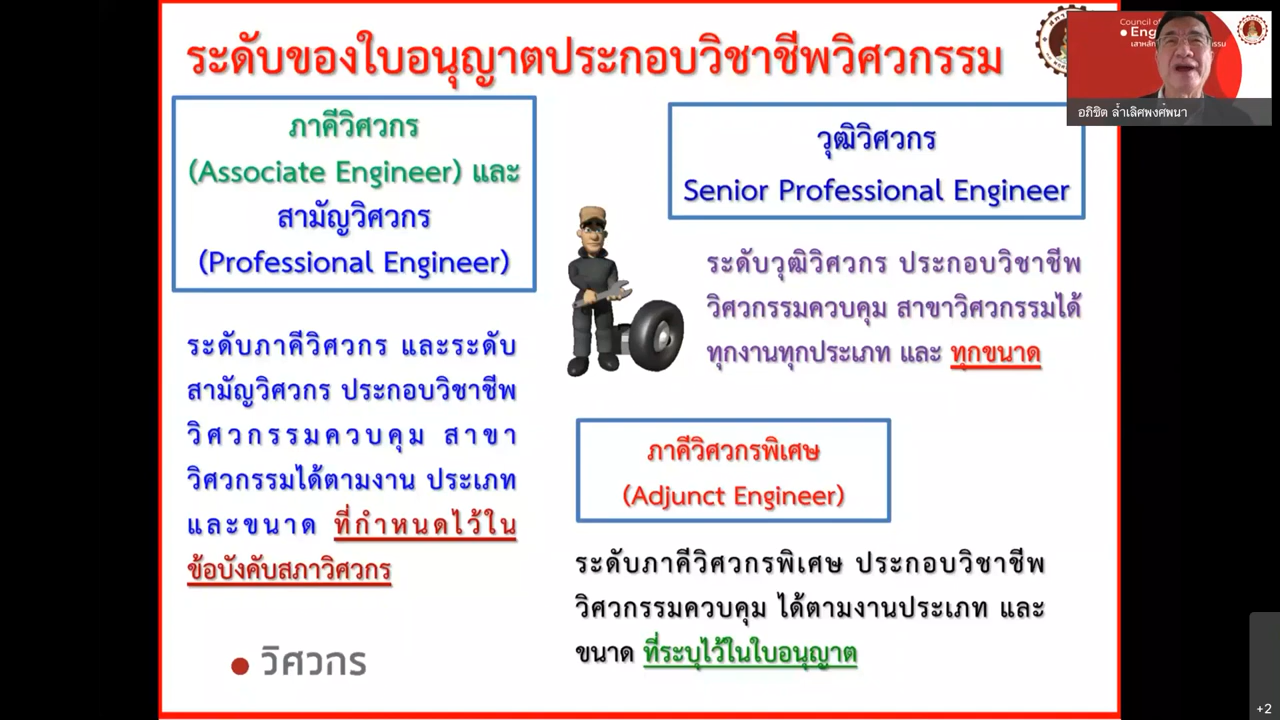 ระดับของใบอนุญาตประกอบวิชาชีพวิศวกรรม
ภาคีวิศวกร
(Associate Engineer) และ
สามัญวิศวกร
(Professional Engineer)
ระดับภาคีวิศวกร และระดับ
สามัญวิศวกร ประกอบวิชาชีพ
วิศวกรรมควบคุม สาขา
วิศวกรรมได้ตามงาน ประเภท
และขนาด ที่กำหนดไว้ใน
ข้อบังคับสภาวิศวกร
วิศวกร
วุฒิวิศวกร
Senior Professional Engineer
ระดับวุฒิวิศวกร ประกอบวิชาชีพ
วิศวกรรมควบคุม สาขาวิศวกรรมได้
ทุกงานทุกประเภท และ ทุกขนาด
ภาคีวิศวกรพิเศษ
(Adjunct Engineer)
ระดับภาคีวิศวกรพิเศษ ประกอบวิชาชีพ
วิศวกรรมควบคุม ได้ตามงานประเภท และ
ขนาด ที่ระบุไว้ในใบอนุญาต
Council of
อภิชิต ล้ำเลิศพงศ์พนา
+2